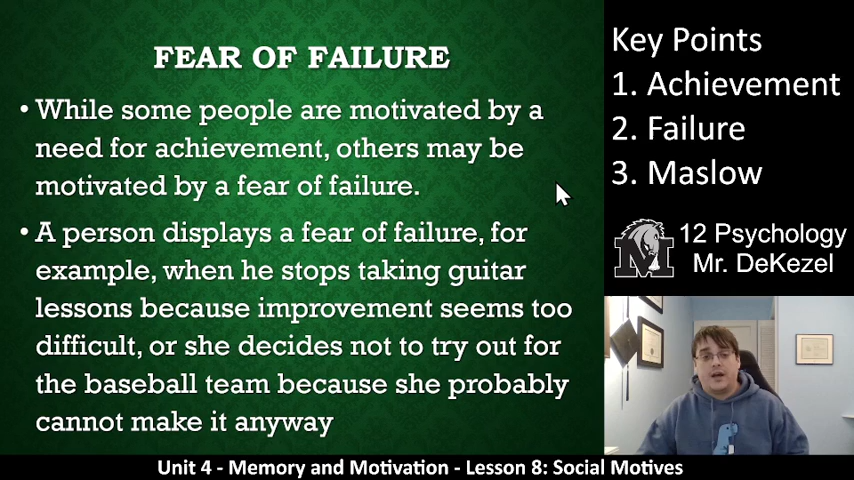 FEAR OF FAILURE
• While some people are motivated by a
need for achievement, others may be
motivated by a fear of failure.
• A person displays a fear of failure, for
example, when he stops taking guitar
lessons because improvement seems too
difficult, or she decides not to try out for
the baseball team because she probably
cannot make it anyway
Key Points
1. Achievement
2. Failure
3. Maslow
M
12 Psychology
Mr. DeKezel
Unit 4 - Memory and Motivation - Lesson 8: Social Motives